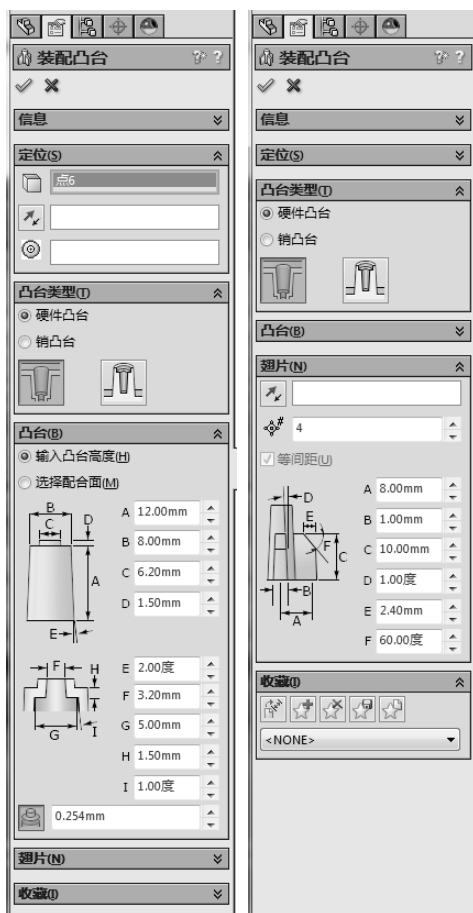 装配凸台
?
信息
定位(S)
点6
凸台类型(T)
硬件凸台
销凸台
凸台(B)
输入凸台高度(H)
选择配合面(M)
B
C
D
A
E
A 12.00mm
B 8.00mm
C 6.20mm
D 1.50mm
F
H
G
I
E 2.00度
F 3.20mm
G 5.00mm
H 1.50mm
I 1.00度
0.254mm
翅片(N)
收藏(I)
装配凸台
?
信息
定位(S)
凸台类型(T)
硬件凸台
销凸台
凸台(B)
翅片(N)
#
4
等间距(U)
D
E
F
C
B
A
A 8.00mm
B 1.00mm
C 10.00mm
D 1.00度
E 2.40mm
F 60.00度
收藏(I)
<NONE>